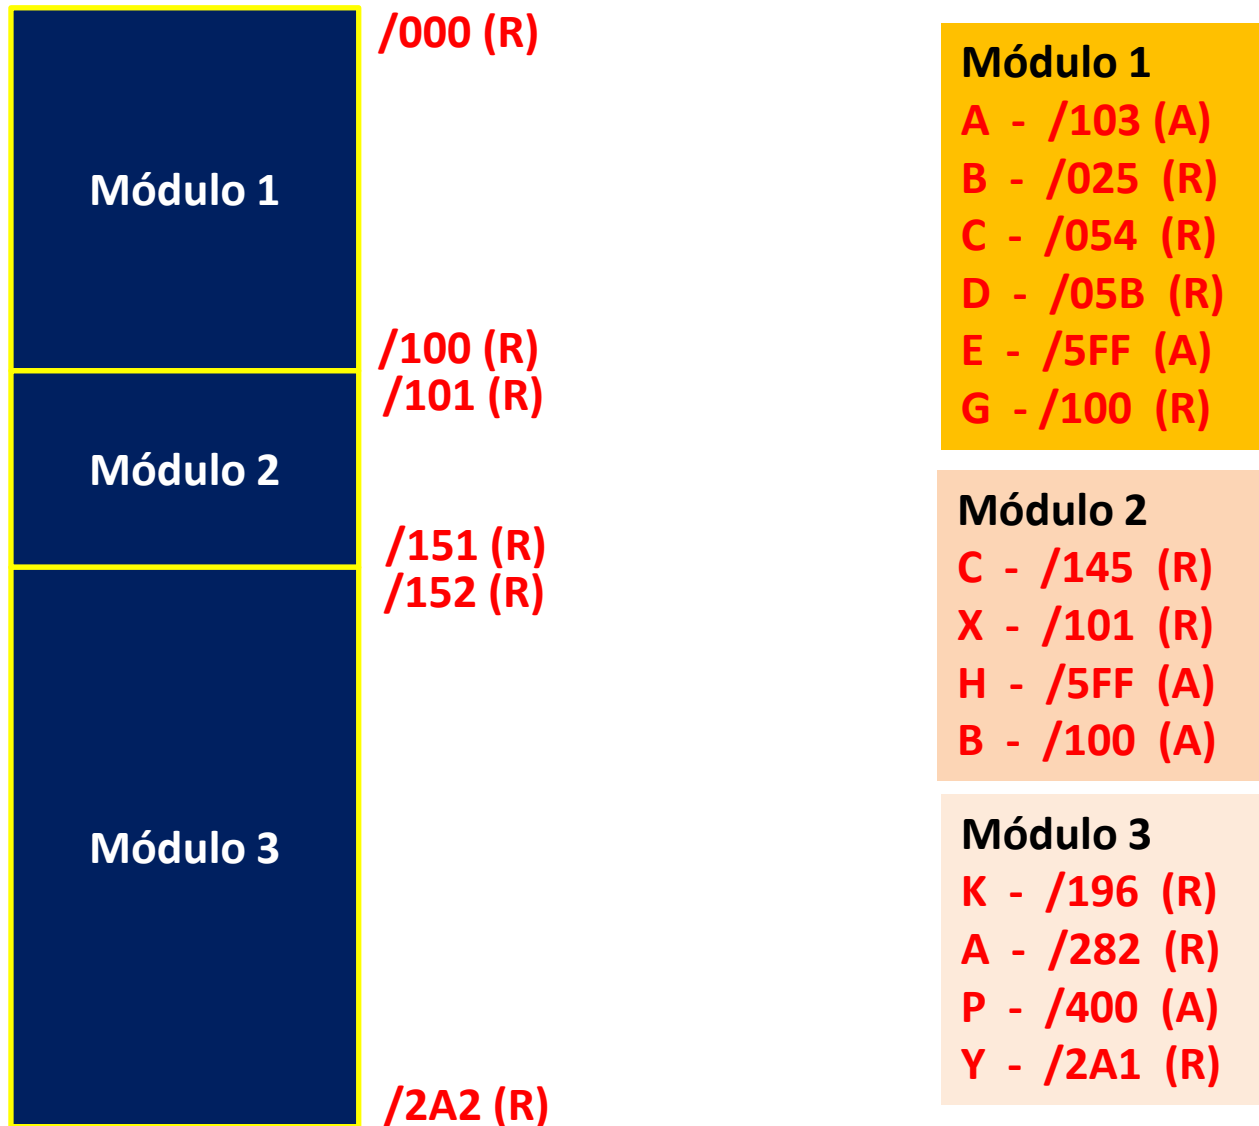 /000 (R)
Módulo 1
/100 (R)
/101 (R)
Módulo 2
/151 (R)
/152 (R)
Módulo 3
/2A2 (R)
Módulo 1
A - /103 (A)
B - /025 (R)
C - /054 (R)
D - /05B (R)
E - /5FF (A)
G - /100 (R)
Módulo 2
C - /145 (R)
X - /101 (R)
H - /5FF (A)
B - /100 (A)
Módulo 3
K - /196 (R)
A - /282 (R)
P - /400 (A)
Y - /2A1 (R)